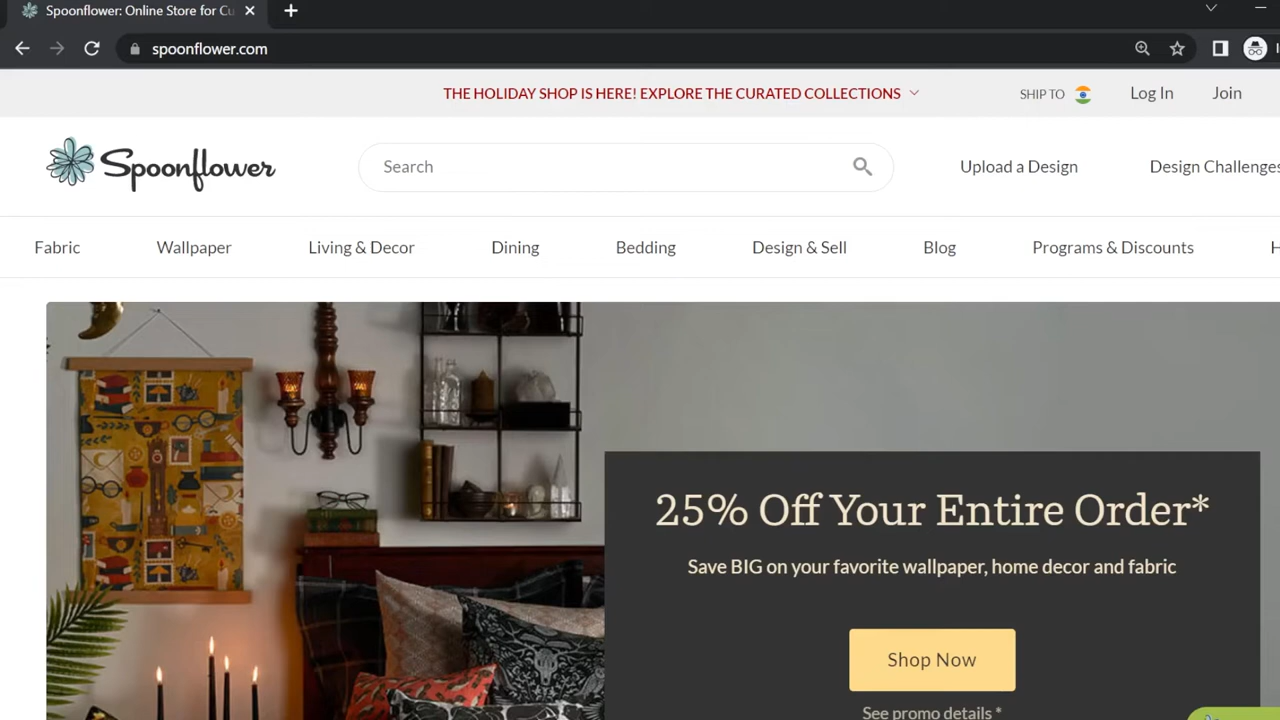 Spoonflower: Online Store for Cu
spoonflower.com
THE HOLIDAY SHOP IS HERE! EXPLORE THE CURATED COLLECTIONS
SHIP TO
Log In
Join
Spoonflower
Search
Upload a Design
Design Challenges
Fabric
Wallpaper
Living & Decor
Dining
Bedding
Design & Sell
Blog
Programs & Discounts
H
25% Off Your Entire Order*
Save BIG on your favorite wallpaper, home decor and fabric
Shop Now
See promo details *